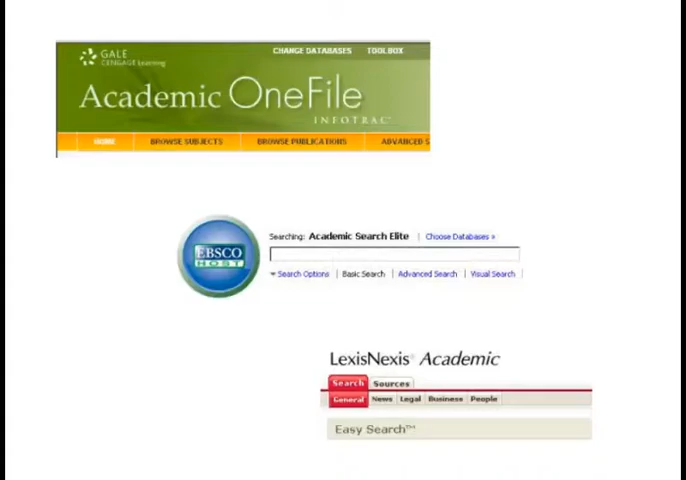 GALE
CENGAGE Learning
CHANGE DATABASES TOOLBOX
Academic OneFile
INFOTRAC
HOME BROWSE SUBJECTS BROWSE PUBLICATIONS ADVANCED S
EBSCO
HOST
Searching: Academic Search Elite | Choose Databases »
Search Options | Basic Search | Advanced Search | Visual Search |
LexisNexis® Academic
Search Sources
General News Legal Business People
Easy Search™